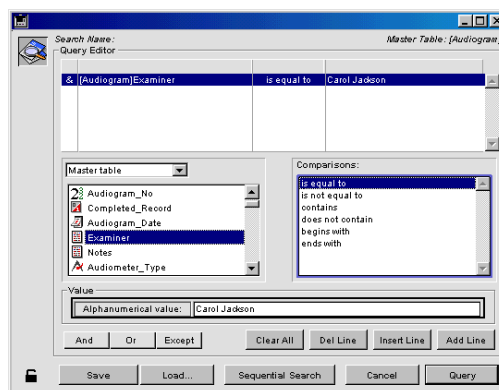 Search Name: Master Table: [Audiogram]
Query Editor
& [Audiogram]Examiner is equal to Carol Jackson
Master table
Audiogram_No
Completed_Record
Audiogram_Date
Examiner
Notes
Audiometer_Type
Comparisons:
is equal to
is not equal to
contains
does not contain
begins with
ends with
Value
Alphanumerical value: Carol Jackson
And Or Except Clear All Del Line Insert Line Add Line
Save Load... Sequential Search Cancel Query